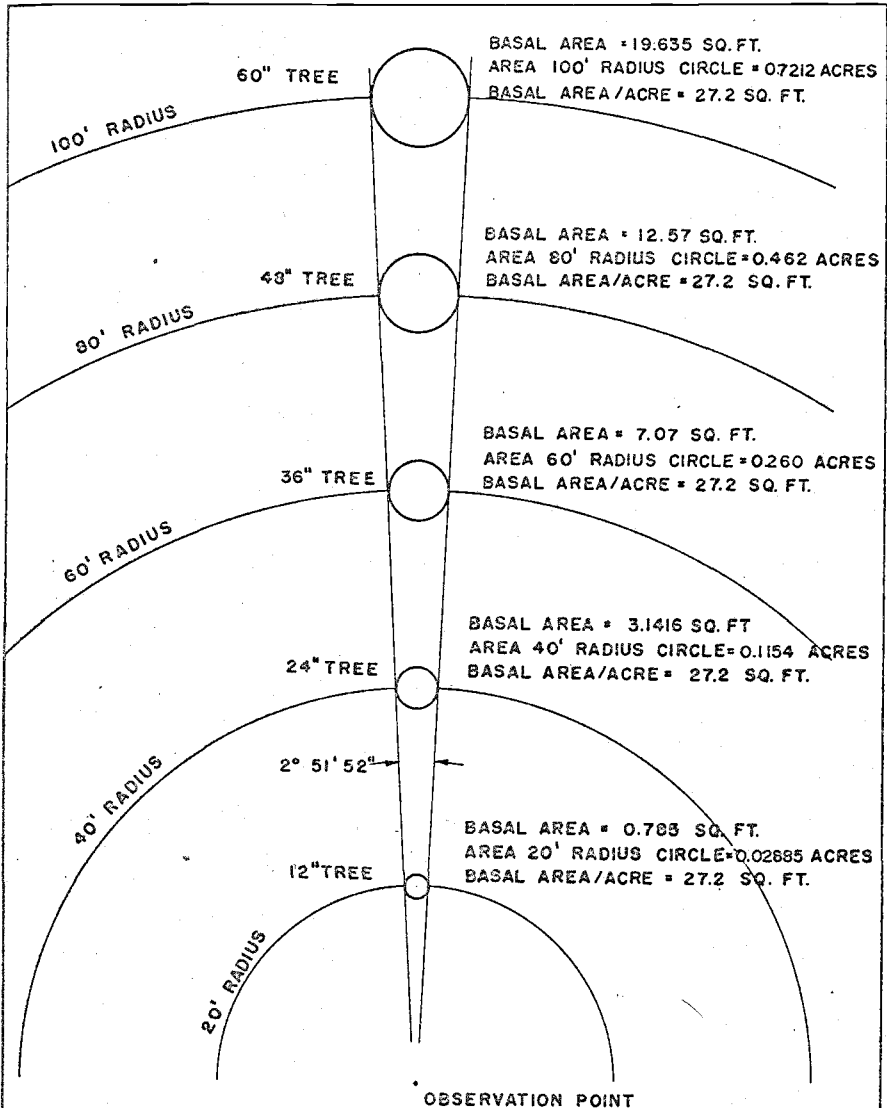 BASAL AREA = 19.635 SQ. FT.
60" TREE
AREA 100' RADIUS CIRCLE = 0.7212 ACRES
BASAL AREA/ACRE = 27.2 SQ. FT.
100' RADIUS
BASAL AREA = 12.57 SQ. FT.
AREA 80' RADIUS CIRCLE = 0.462 ACRES
48" TREE
BASAL AREA/ACRE = 27.2 SQ. FT.
80' RADIUS
BASAL AREA = 7.07 SQ. FT.
AREA 60' RADIUS CIRCLE = 0.260 ACRES
36" TREE
BASAL AREA/ACRE = 27.2 SQ. FT.
60' RADIUS
BASAL AREA = 3.1416 SQ. FT
AREA 40' RADIUS CIRCLE = 0.1154 ACRES
24" TREE
BASAL AREA/ACRE = 27.2 SQ. FT.
2° 51' 52"
40' RADIUS
BASAL AREA = 0.785 SQ. FT.
AREA 20' RADIUS CIRCLE = 0.02885 ACRES
12" TREE
BASAL AREA/ACRE = 27.2 SQ. FT.
20' RADIUS
OBSERVATION POINT